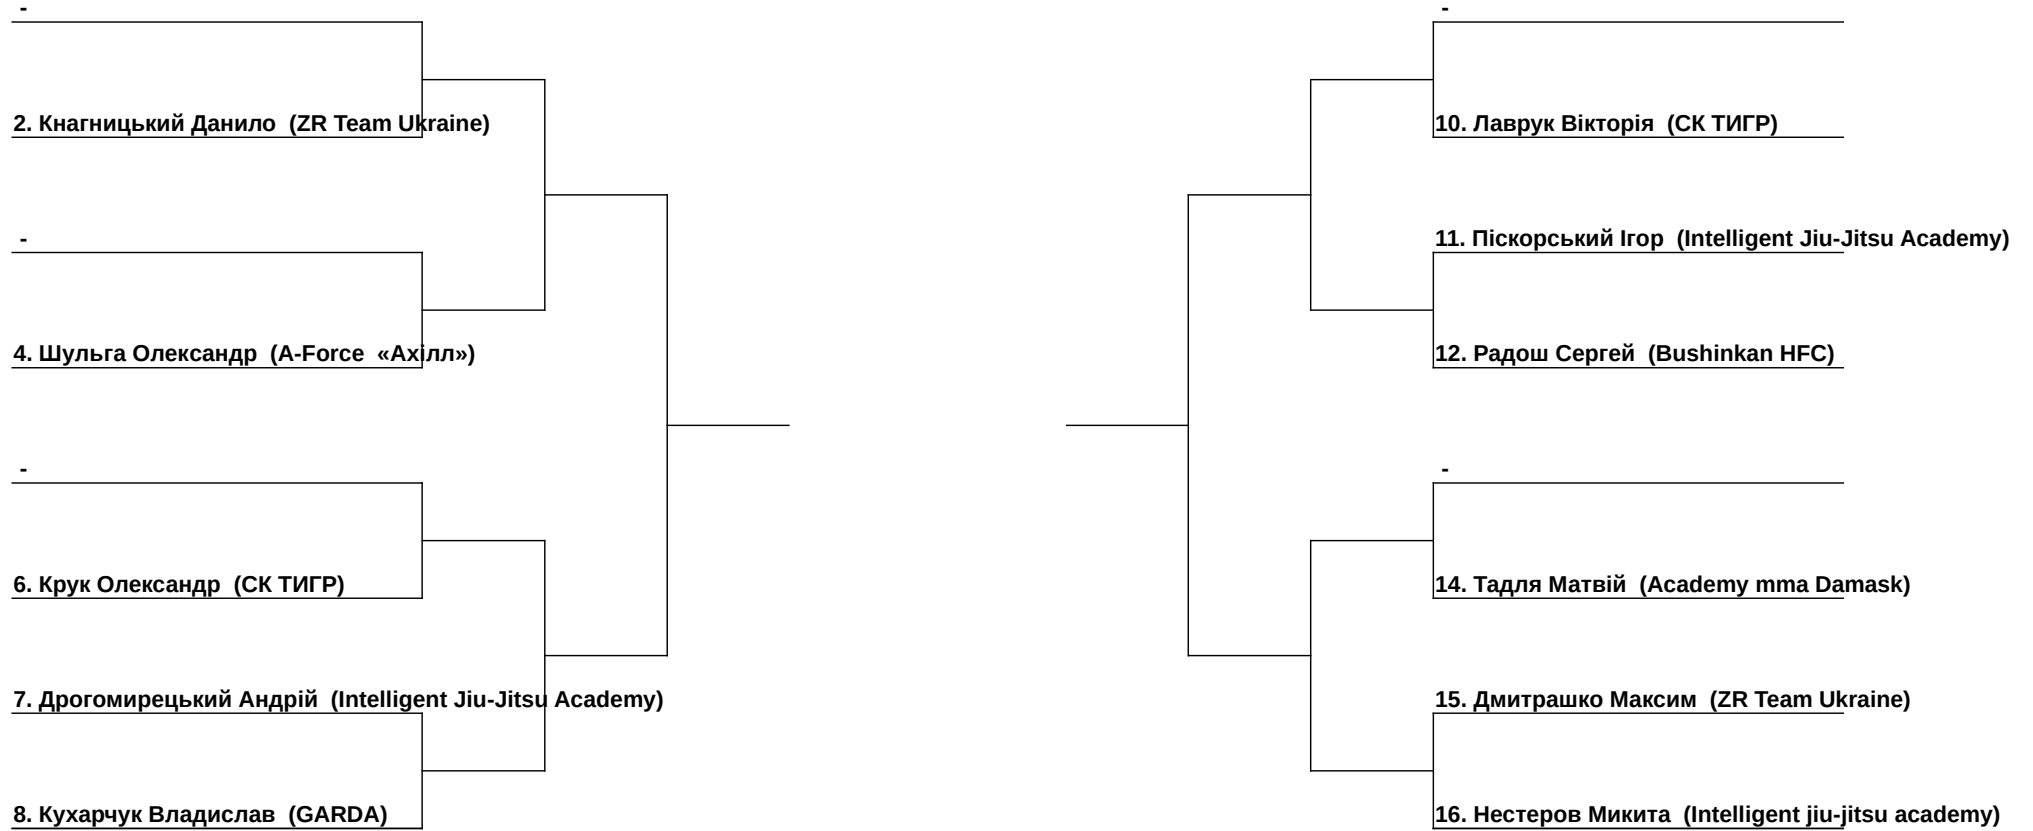 -
2. Кнагницький Данило (ZR Team Ukraine)
-
4. Шульга Олександр (A-Force «Ахілл»)
-
6. Крук Олександр (СК ТИГР)
7. Дрогомирецький Андрій (Intelligent Jiu-Jitsu Academy)
8. Кухарчук Владислав (GARDA)
-
10. Лаврук Вікторія (СК ТИГР)
11. Піскорський Ігор (Intelligent Jiu-Jitsu Academy)
12. Радош Сергей (Bushinkan HFC)
-
14. Тадля Матвій (Academy mma Damask)
15. Дмитрашко Максим (ZR Team Ukraine)
16. Нестеров Микита (Intelligent jiu-jitsu academy)